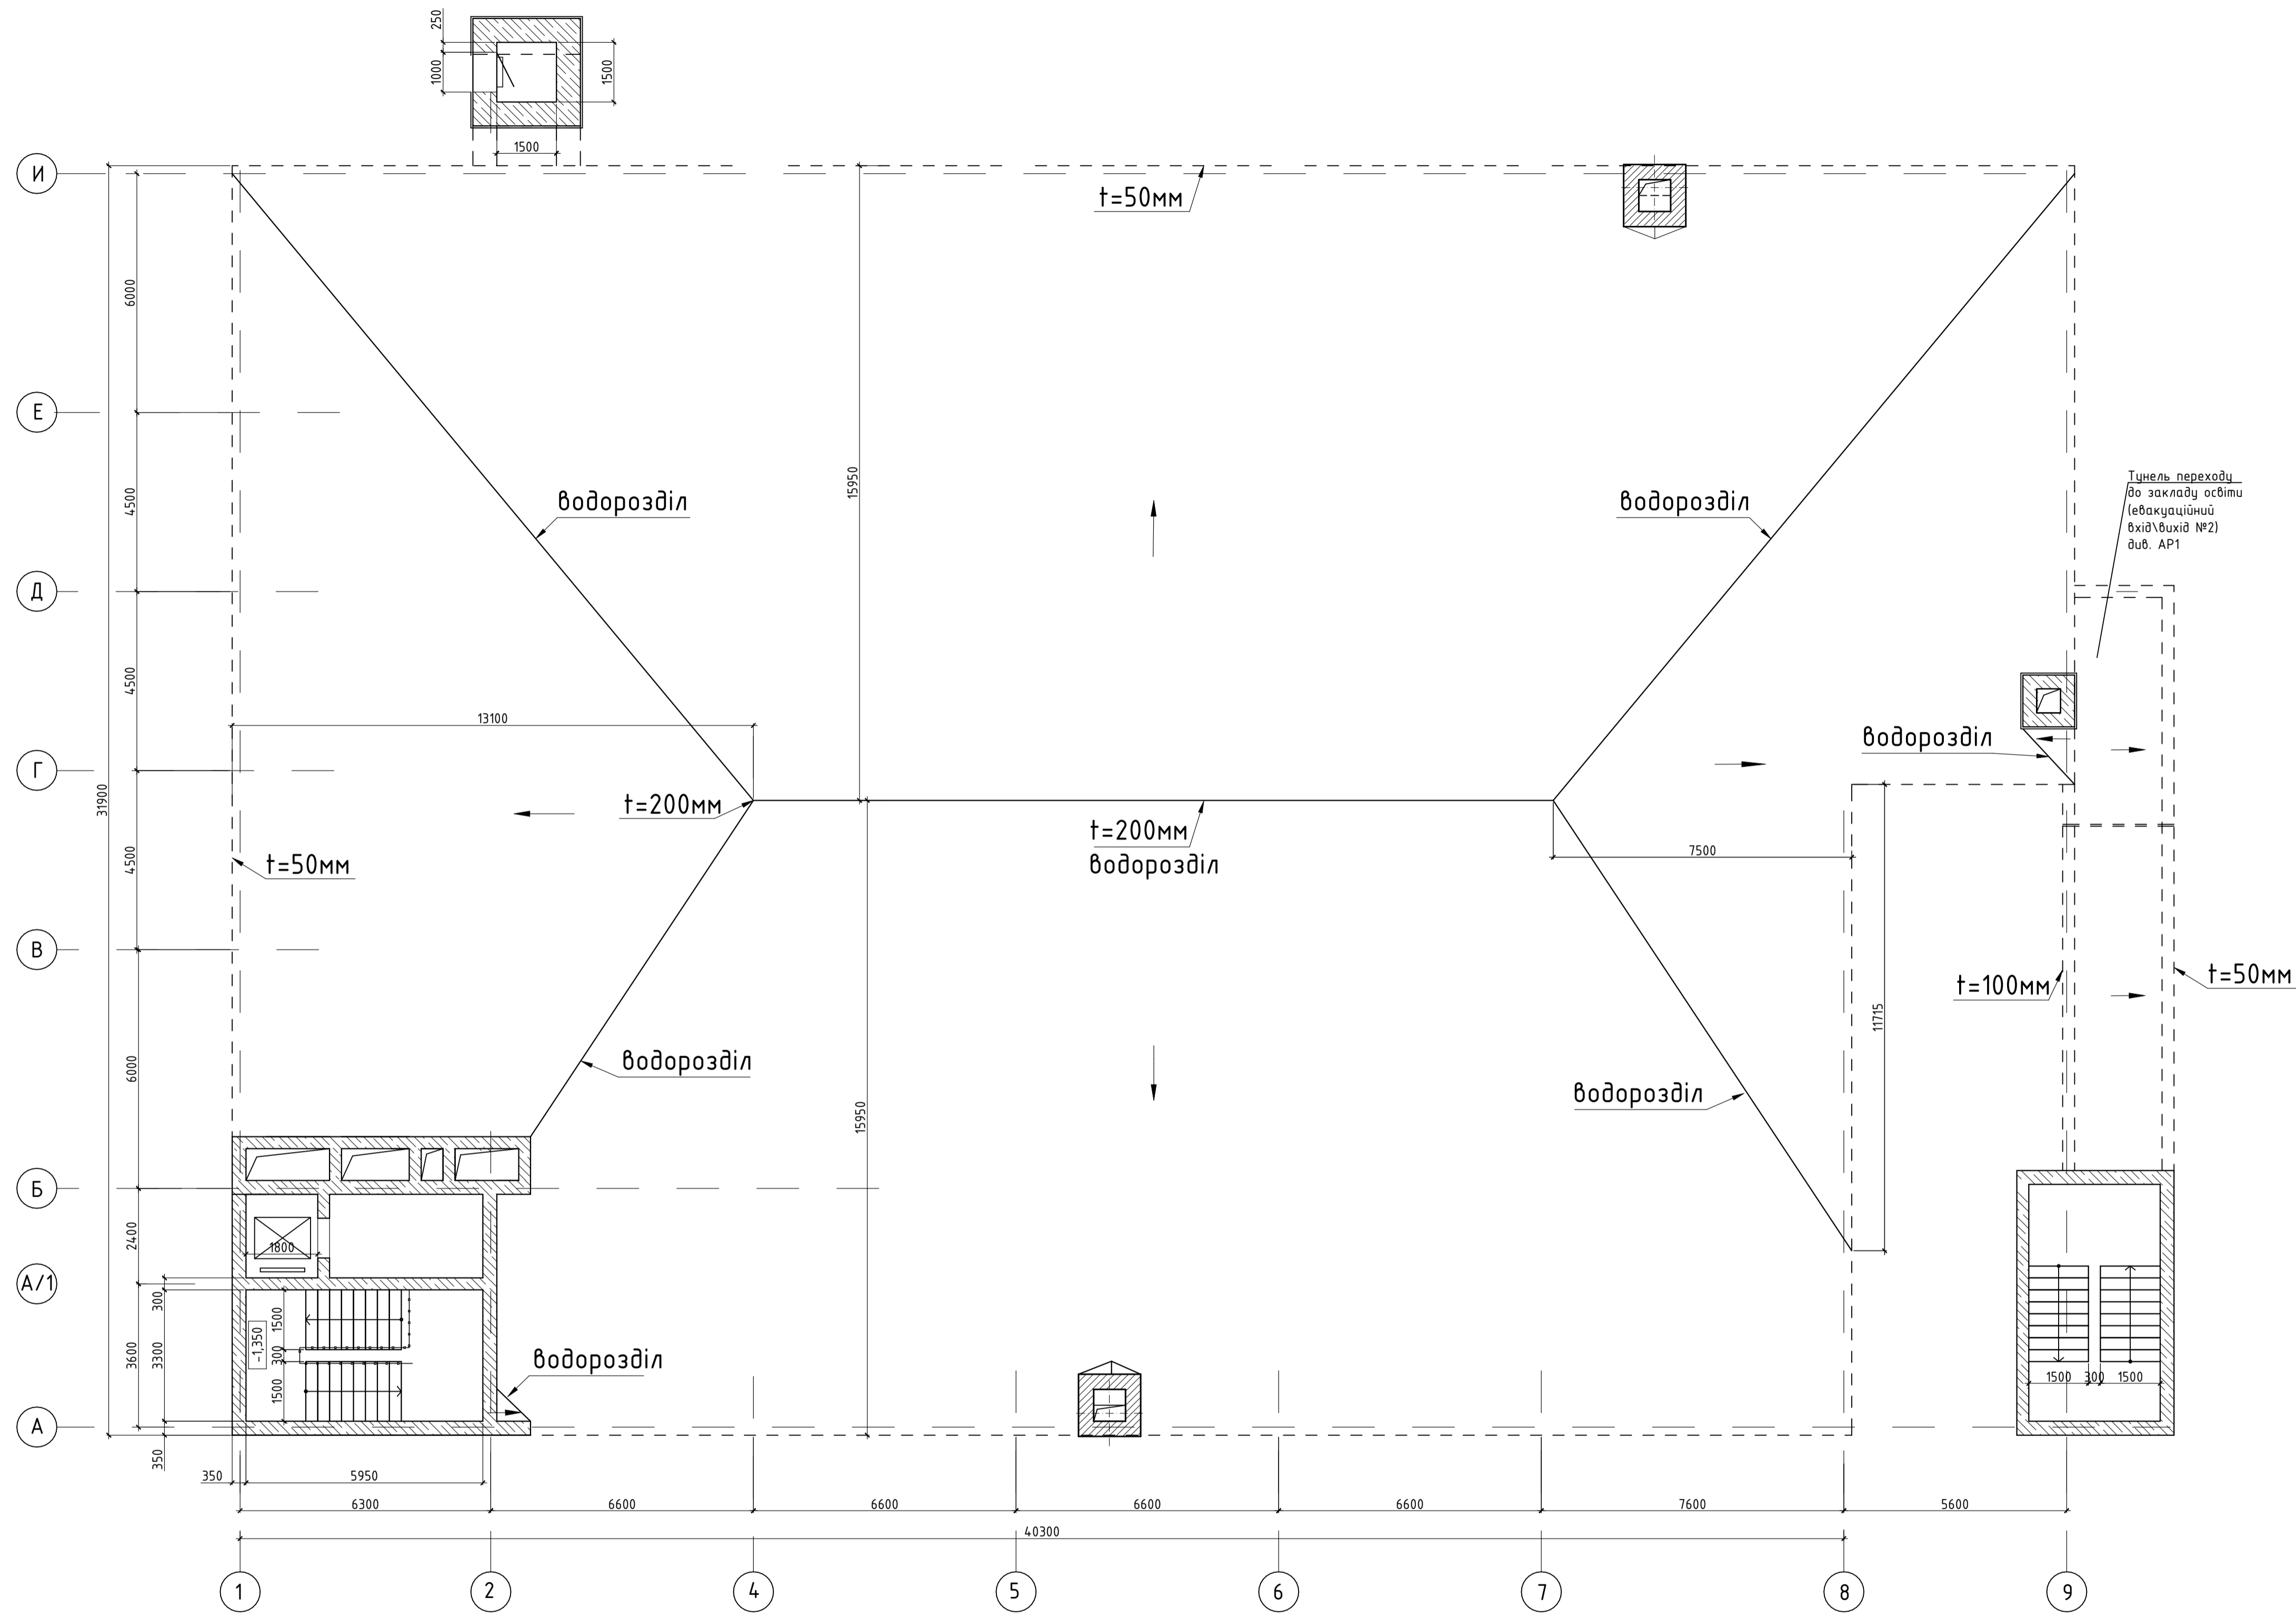 250
1000
1500
1500
И
t=50мм
6000
Е
4500
водорозділ
15950
водорозділ
Тунель переходу
до закладу освіти
(евакуаційний
вхід\вихід №2)
див. АР1
Д
4500
13100
водорозділ
Г
31900
t=200мм
t=200мм
водорозділ
7500
4500
t=50мм
В
t=100мм
t=50мм
11715
6000
водорозділ
водорозділ
15950
Б
2400
1800
А/1
300
1500
-1,350
300
1500
3600
3300
водорозділ
1500
300
1500
А
350
350
5950
6300
6600
6600
6600
6600
7600
5600
40300
1
2
4
5
6
7
8
9